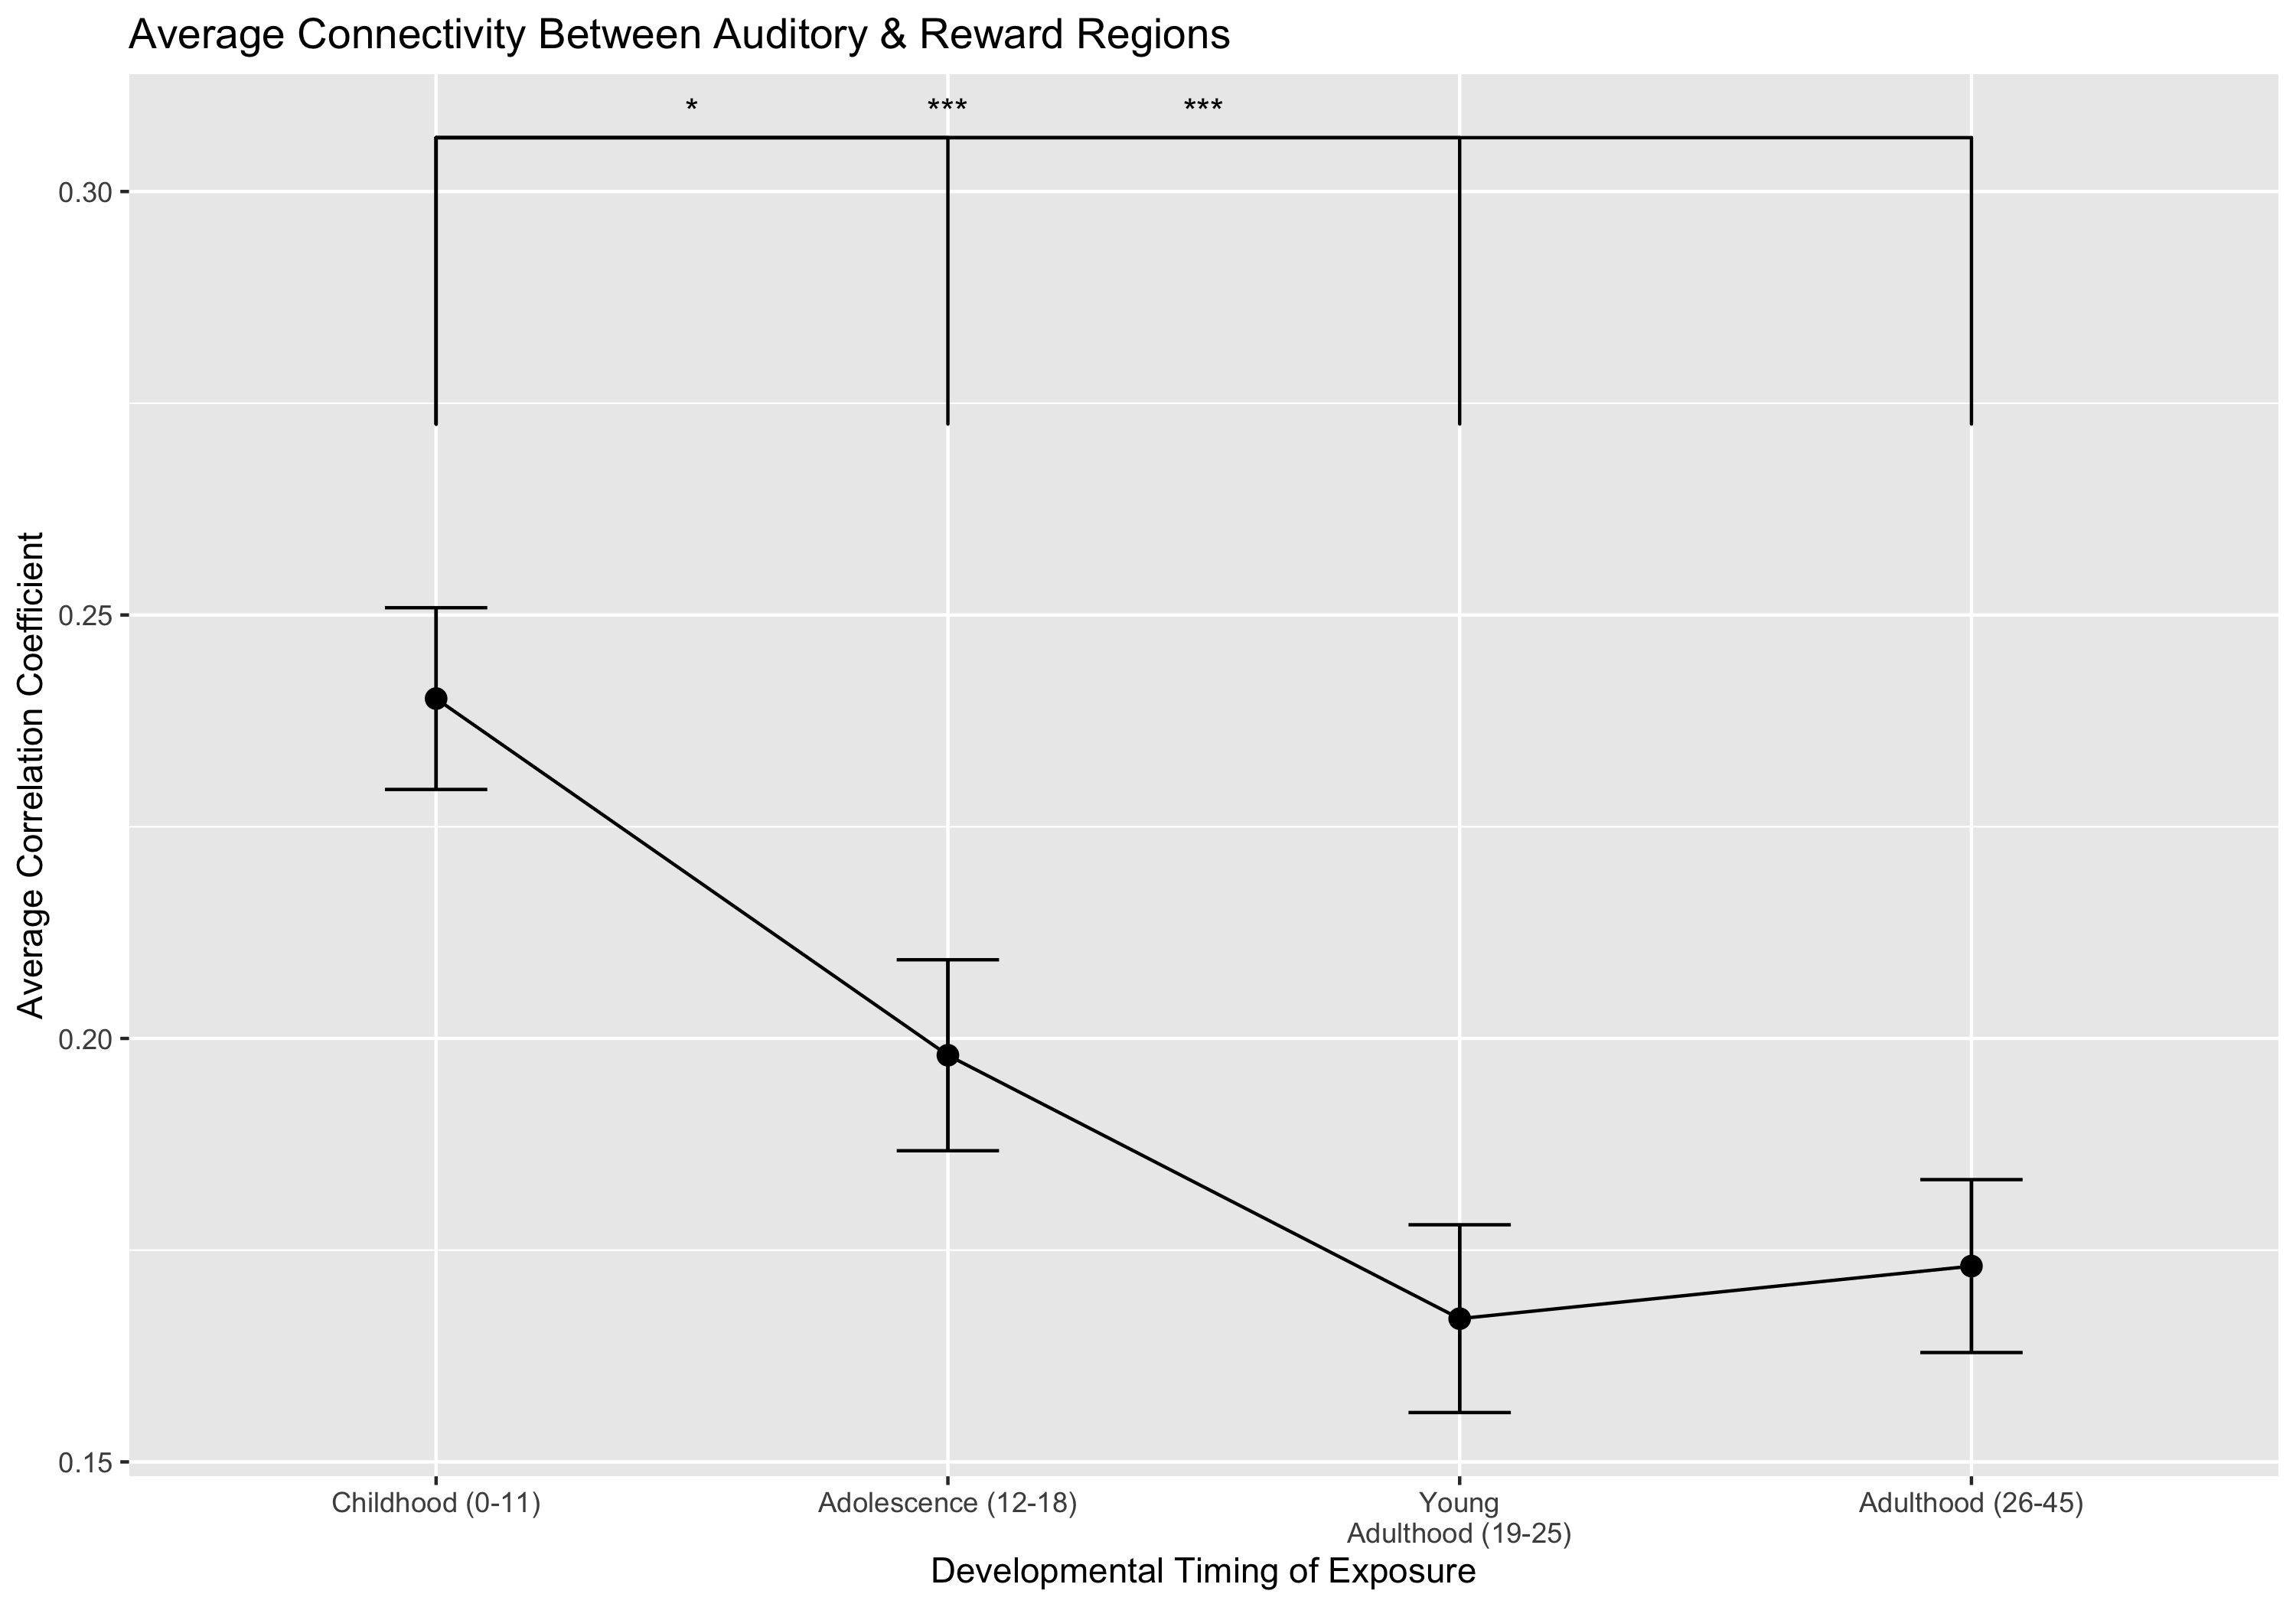 Average Connectivity Between Auditory & Reward Regions
* *** ***
0.30
0.25
0.20
0.15
Average Correlation Coefficient
Childhood (0-11) Adolescence (12-18) Young Adulthood (26-45)
Adulthood (19-25)
Developmental Timing of Exposure